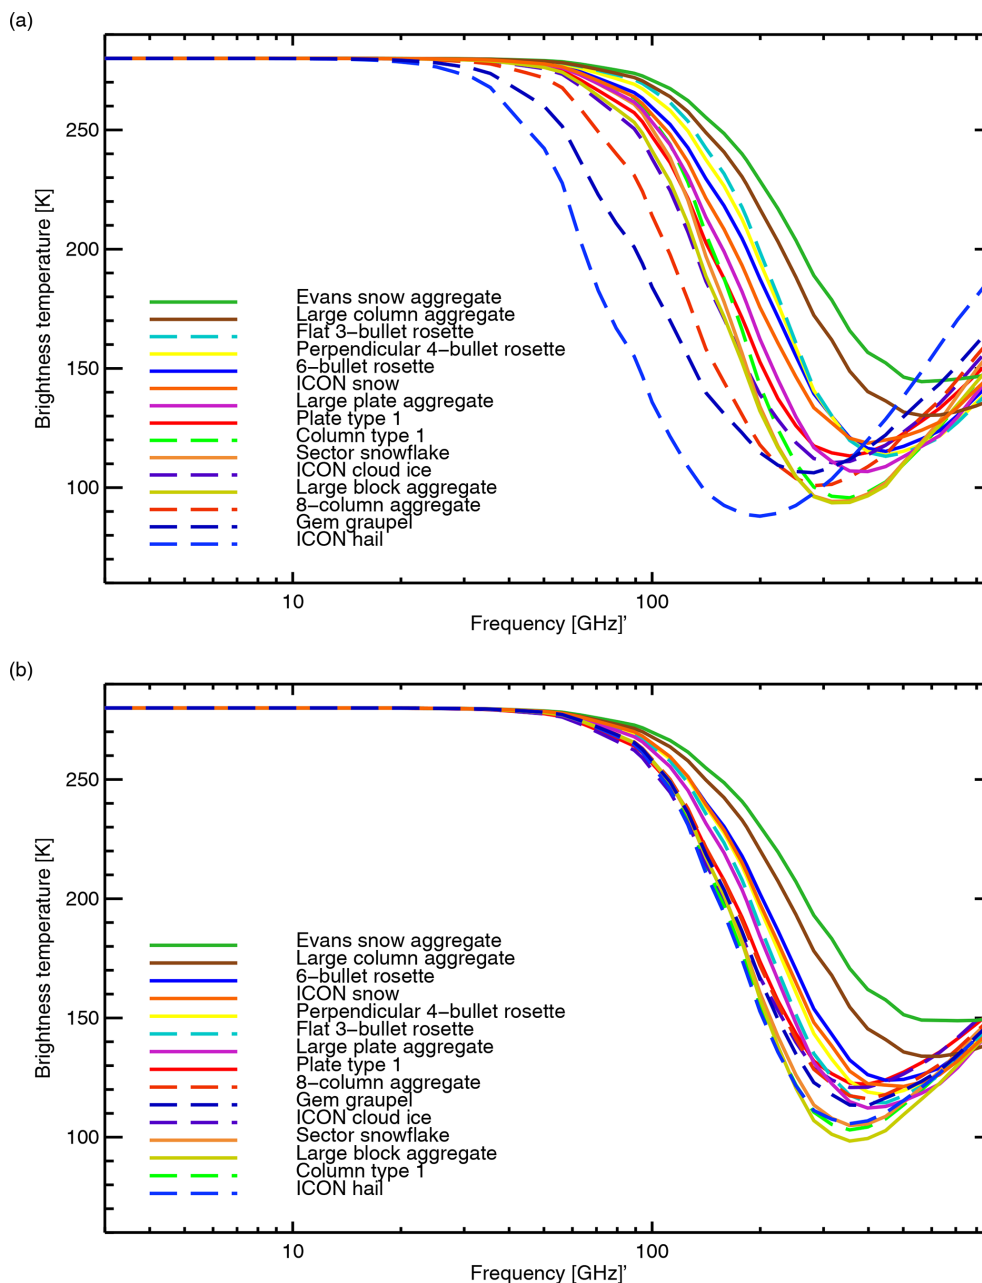 (a)
250
200
150
100
Brightness temperature [K]
Evans snow aggregate
Large column aggregate
Flat 3−bullet rosette
Perpendicular 4−bullet rosette
6−bullet rosette
ICON snow
Large plate aggregate
Plate type 1
Column type 1
Sector snowflake
ICON cloud ice
Large block aggregate
8−column aggregate
Gem graupel
ICON hail
10
100
Frequency [GHz]'
(b)
250
200
150
100
Brightness temperature [K]
Evans snow aggregate
Large column aggregate
6−bullet rosette
ICON snow
Perpendicular 4−bullet rosette
Flat 3−bullet rosette
Large plate aggregate
Plate type 1
8−column aggregate
Gem graupel
ICON cloud ice
Sector snowflake
Large block aggregate
Column type 1
ICON hail
10
100
Frequency [GHz]'